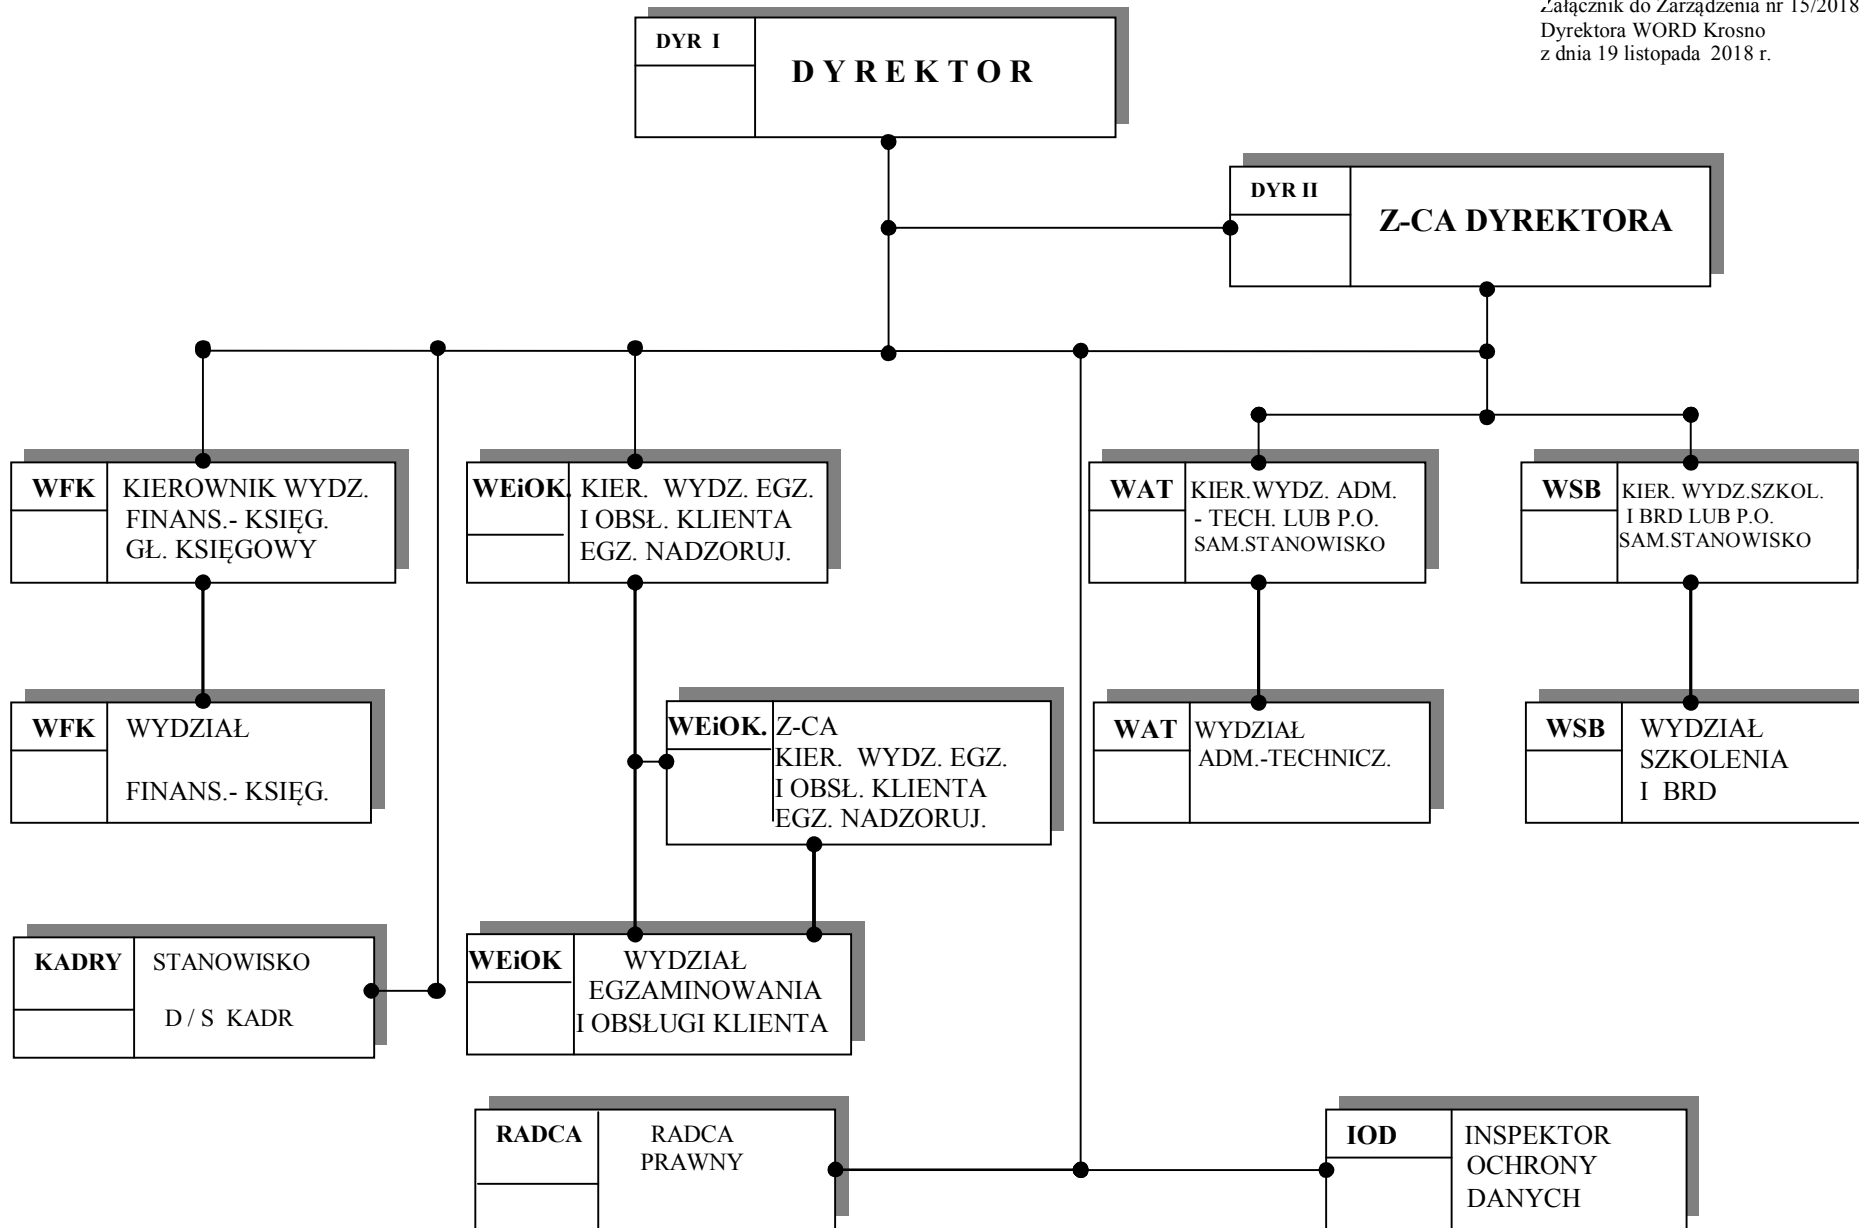 Załącznik do Zarządzenia nr 15/2018
Dyrektora WORD Krosno
z dnia 19 listopada 2018 r.
DYR I
D Y R E K T O R
DYR II
Z-CA DYREKTORA
WFK
KIEROWNIK WYDZ.
FINANS.- KSIĘG.
GŁ. KSIĘGOWY
WEiOK.
KIER. WYDZ. EGZ.
I OBSŁ. KLIENTA
EGZ. NADZORUJ.
WAT
KIER.WYDZ. ADM.
- TECH. LUB P.O.
SAM.STANOWISKO
WSB
KIER. WYDZ.SZKOL.
I BRD LUB P.O.
SAM.STANOWISKO
WFK
WYDZIAŁ
FINANS.- KSIĘG.
WEiOK.
Z-CA
KIER. WYDZ. EGZ.
I OBSŁ. KLIENTA
EGZ. NADZORUJ.
WAT
WYDZIAŁ
ADM.-TECHNICZ.
WSB
WYDZIAŁ
SZKOLENIA
I BRD
KADRY
STANOWISKO
D / S KADR
WEiOK
WYDZIAŁ
EGZAMINOWANIA
I OBSŁUGI KLIENTA
RADCA
RADCA
PRAWNY
IOD
INSPEKTOR
OCHRONY
DANYCH